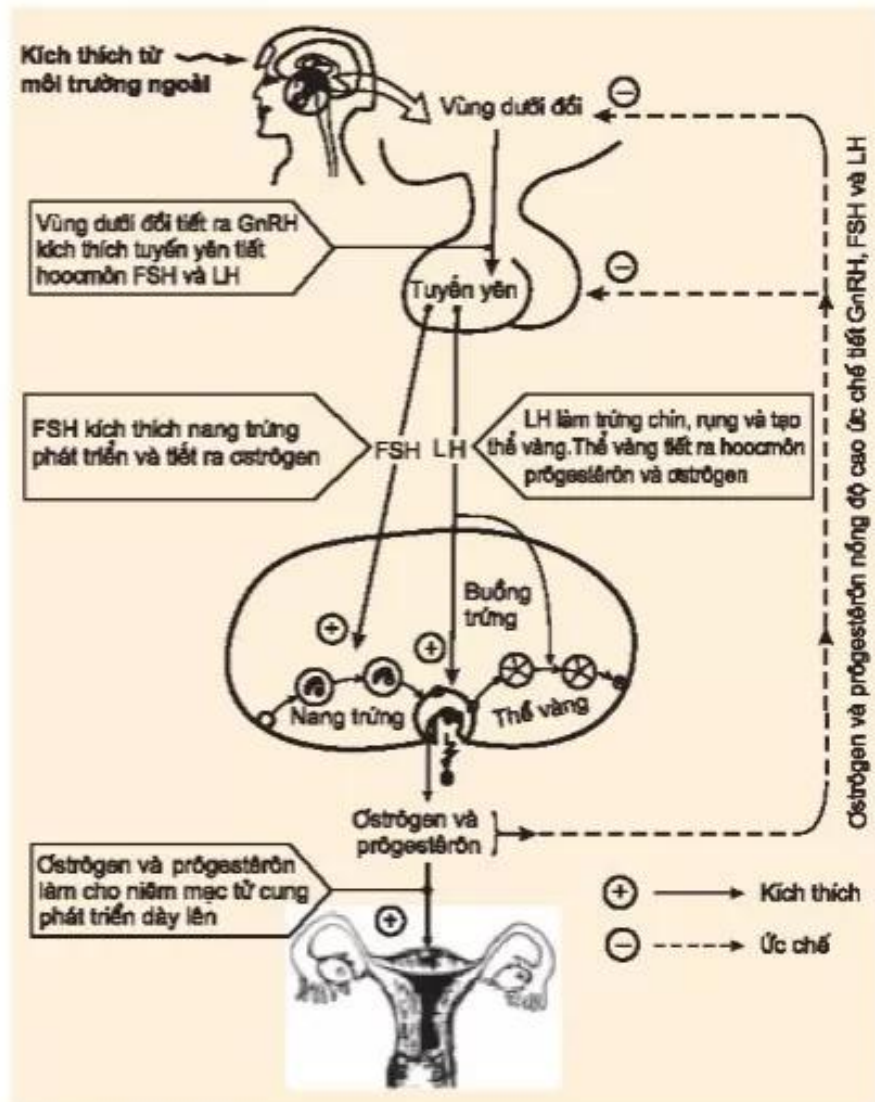 Kích thích từ
môi trường ngoài
Vùng dưới đồi
Vùng dưới đồi tiết ra GnRH
kích thích tuyến yên tiết
hoocmôn FSH và LH
Tuyến yên
FSH kích thích nang trứng
phát triển và tiết ra ơstrôgen
FSH
LH
LH làm trứng chín, rụng và tạo
thể vàng.Thể vàng tiết ra hoocmôn
prôgestêrôn và ơstrôgen
Buồng
trứng
Nang trứng
Thể vàng
Ơstrôgen và
prôgestêrôn
Ơstrôgen và prôgestêrôn
làm cho niêm mạc tử cung
phát triển dày lên
Kích thích
Ức chế
Ơstrôgen và prôgestêrôn nồng độ cao ức chế tiết GnRH, FSH và LH